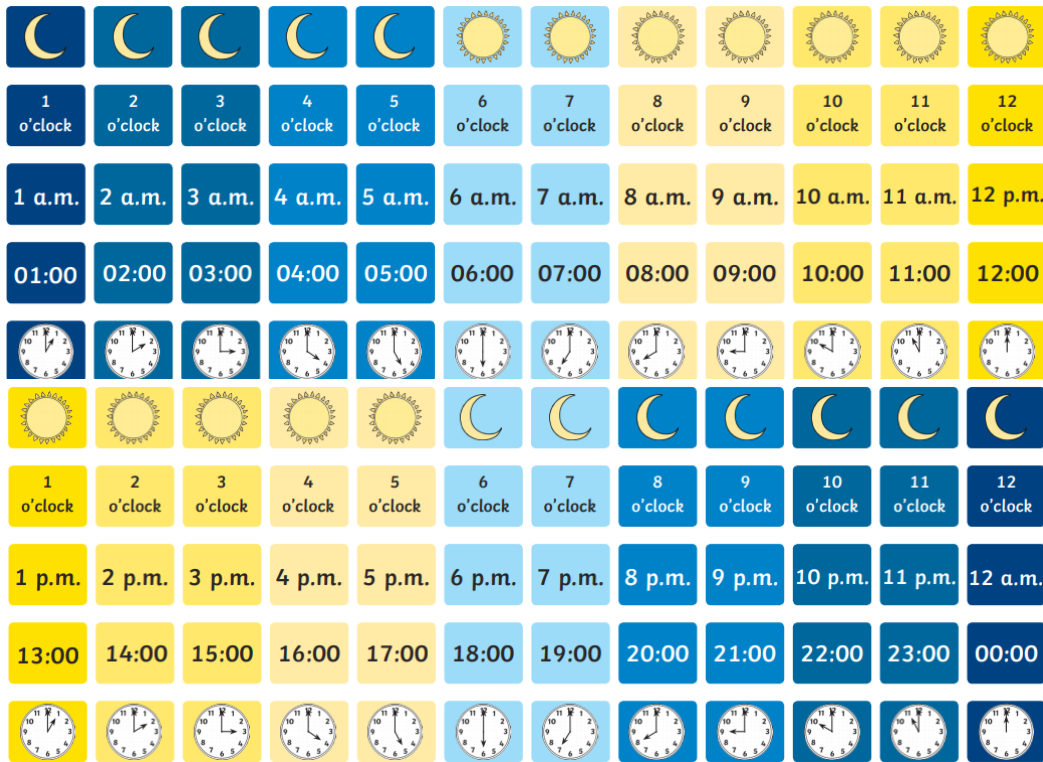 1 2 3 4 5 6 7 8 9 10 11 12
o'clock o'clock o'clock o'clock o'clock o'clock o'clock o'clock o'clock o'clock o'clock o'clock
1 a.m. 2 a.m. 3 a.m. 4 a.m. 5 a.m. 6 a.m. 7 a.m. 8 a.m. 9 a.m. 10 a.m. 11 a.m. 12 p.m.
01:00 02:00 03:00 04:00 05:00 06:00 07:00 08:00 09:00 10:00 11:00 12:00
1 2 3 4 5 6 7 8 9 10 11 12
o'clock o'clock o'clock o'clock o'clock o'clock o'clock o'clock o'clock o'clock o'clock o'clock
1 p.m. 2 p.m. 3 p.m. 4 p.m. 5 p.m. 6 p.m. 7 p.m. 8 p.m. 9 p.m. 10 p.m. 11 p.m. 12 a.m.
13:00 14:00 15:00 16:00 17:00 18:00 19:00 20:00 21:00 22:00 23:00 00:00